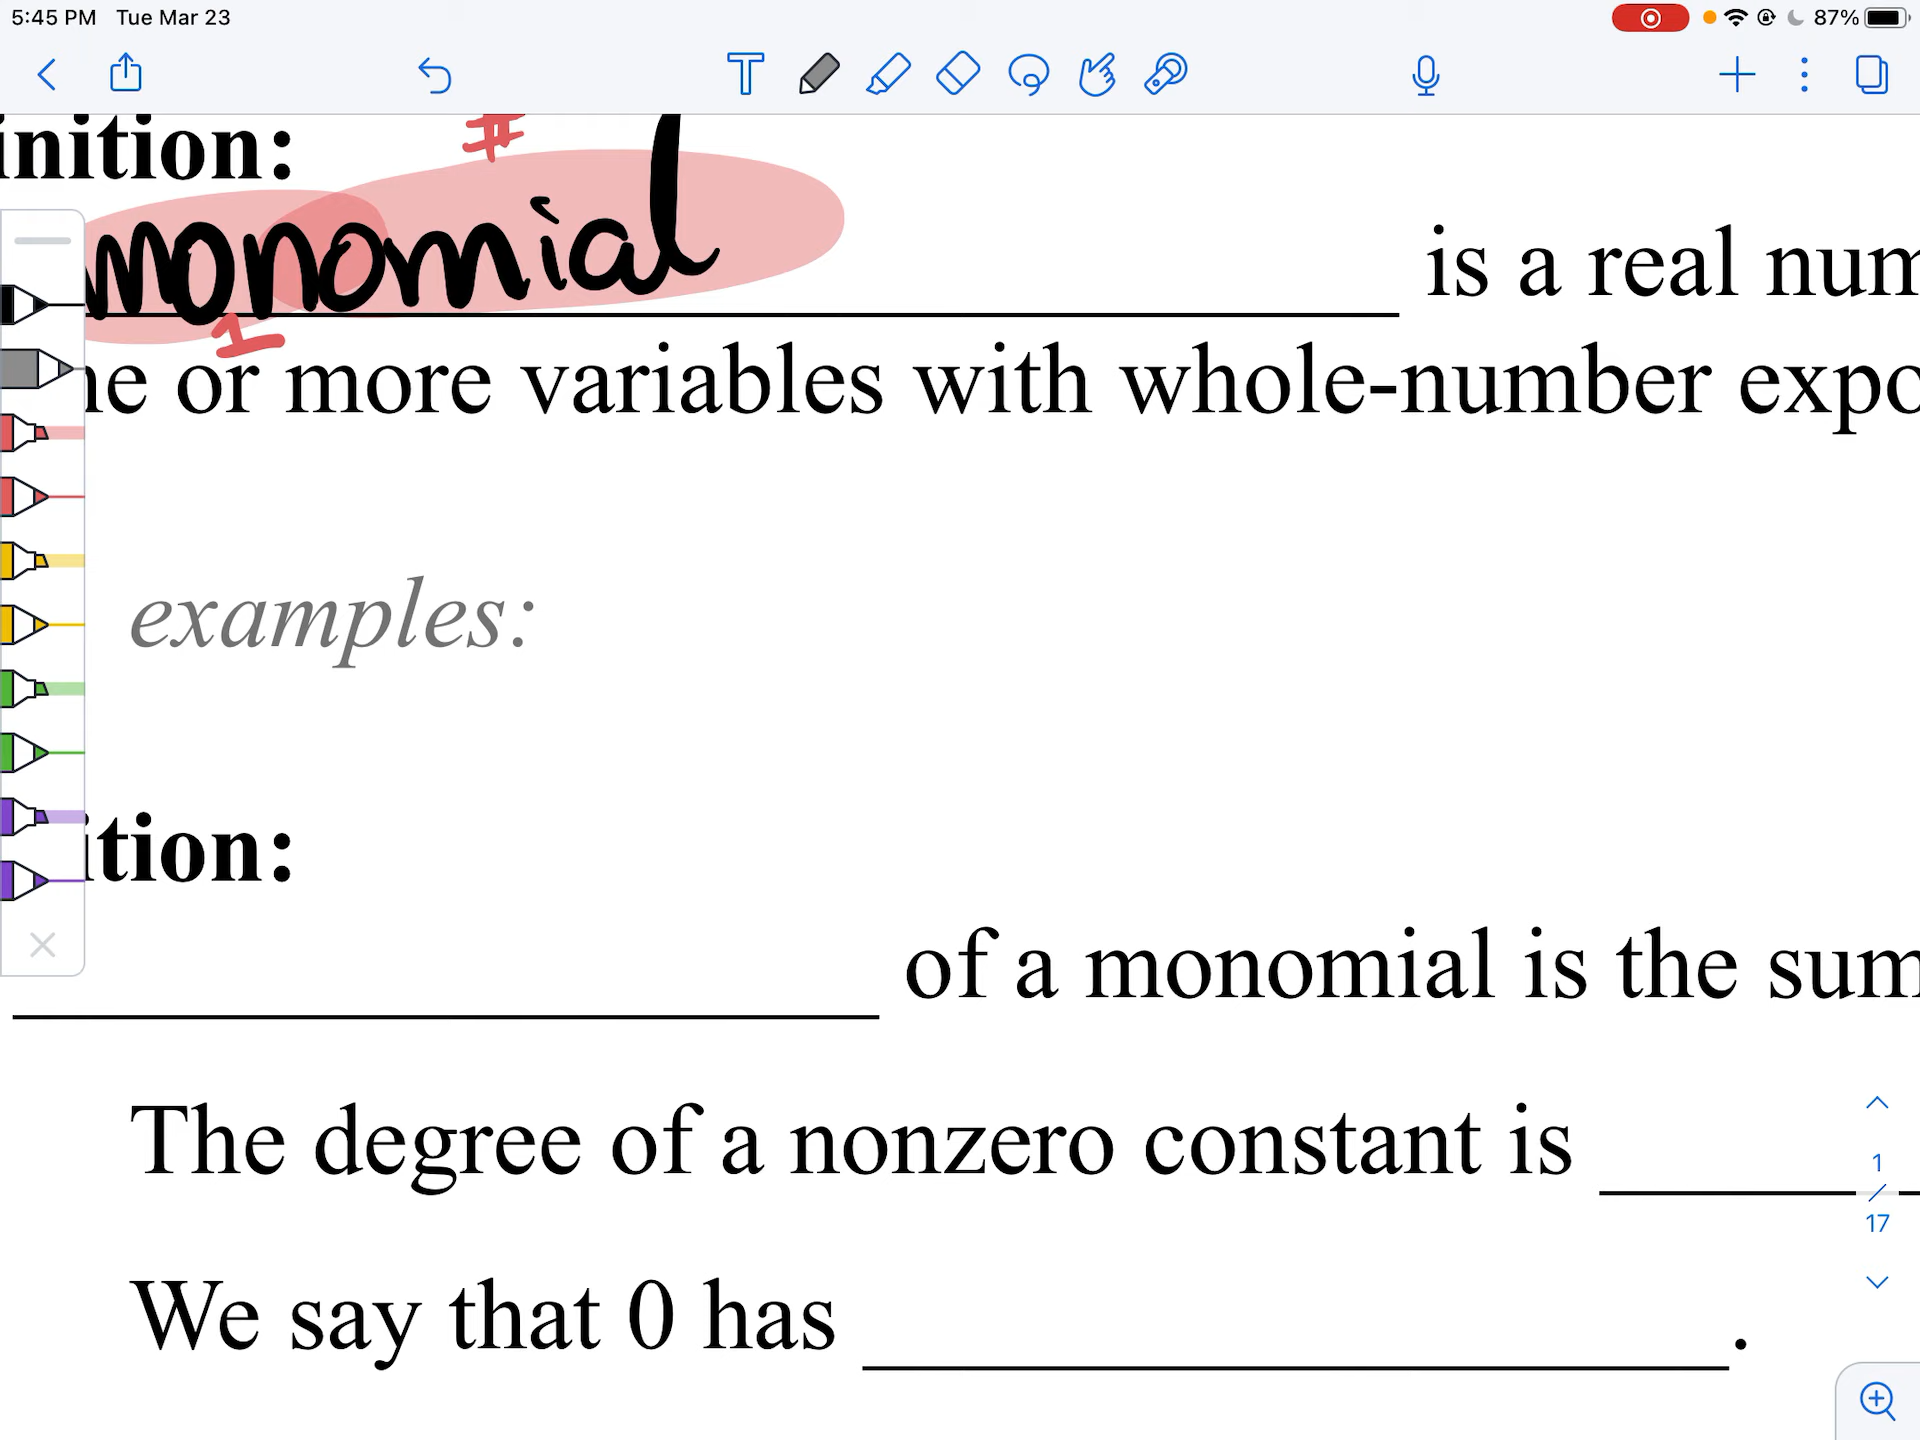 5:45 PM Tue Mar 23
87%
inition:
#
monomial is a real num
1
ne or more variables with whole-number expo
examples:
ition:
of a monomial is the sum
The degree of a nonzero constant is
1
/
17
We say that 0 has .